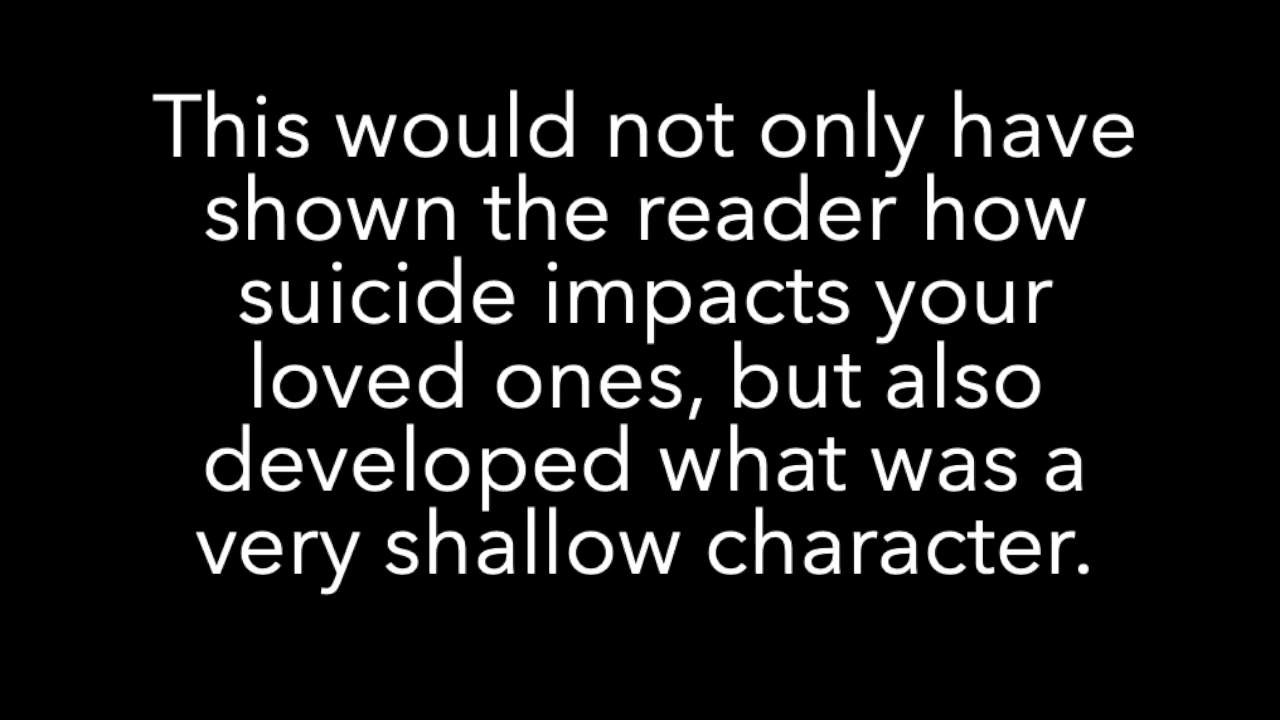 This would not only have
shown the reader how
suicide impacts your
loved ones, but also
developed what was a
very shallow character.